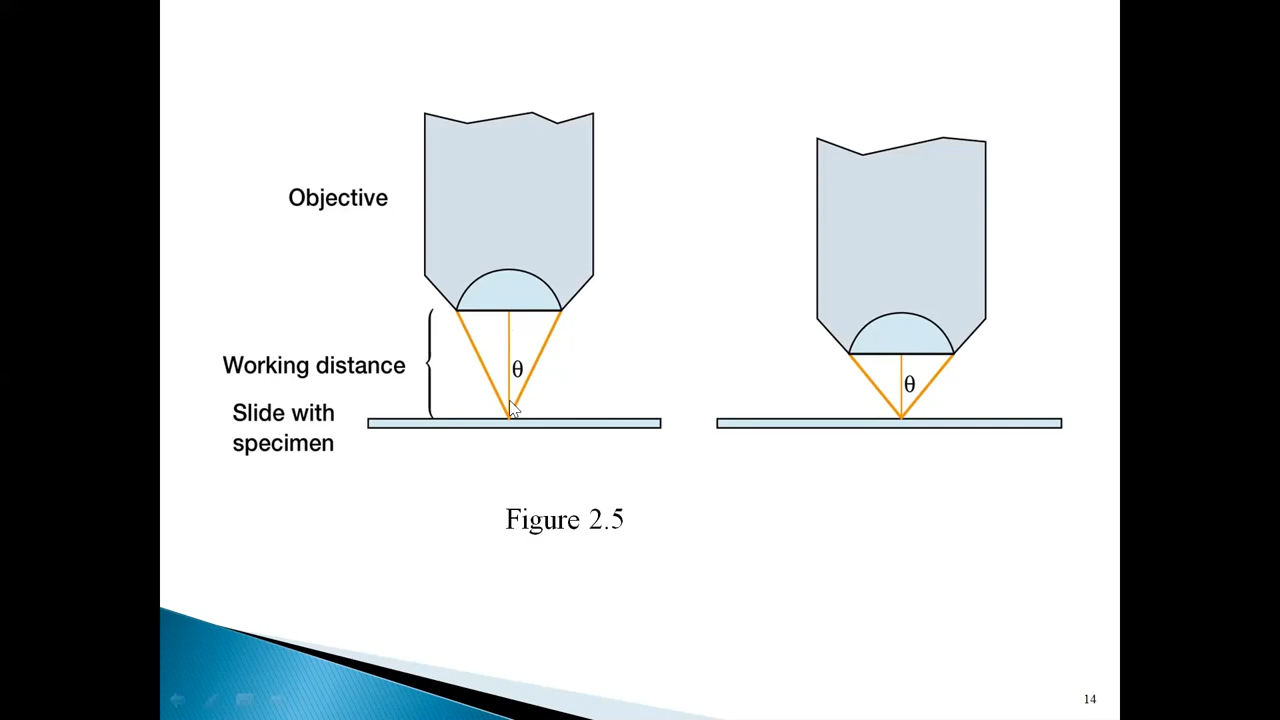 Objective
Working distance
θ
θ
Slide with
specimen
Figure 2.5
14